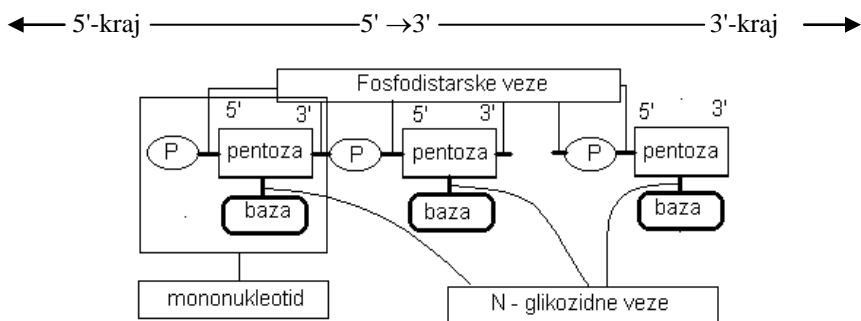 5'-kraj 5' →3' 3'-kraj
Fosfodistarske veze
5' 3' 5' 3' 5' 3'
P pentoza P pentoza P pentoza
baza baza baza
mononukleotid N - glikozidne veze